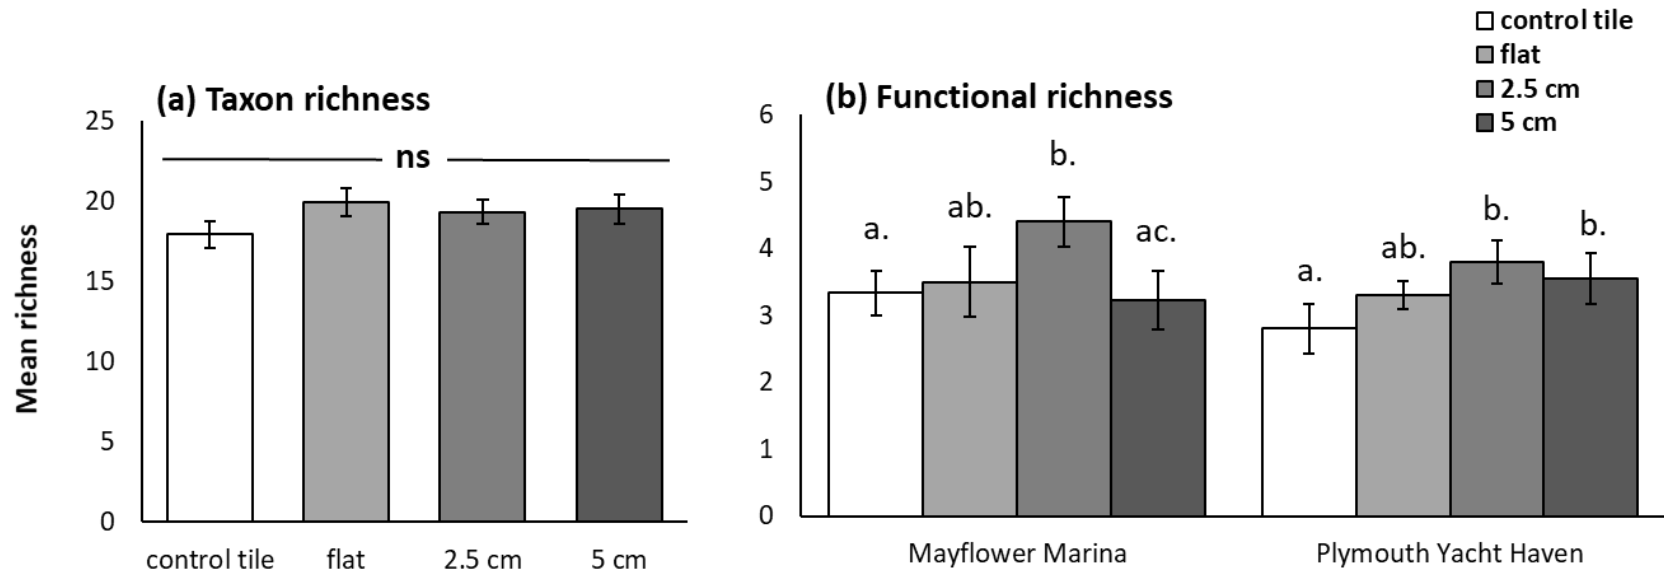 control tile
flat
2.5 cm
5 cm
(a) Taxon richness
(b) Functional richness
Mean richness
25
20
15
10
5
0
ns
control tile
flat
2.5 cm
5 cm
6
5
4
3
2
1
0
a.
ab.
b.
ac.
a.
ab.
b.
b.
Mayflower Marina
Plymouth Yacht Haven